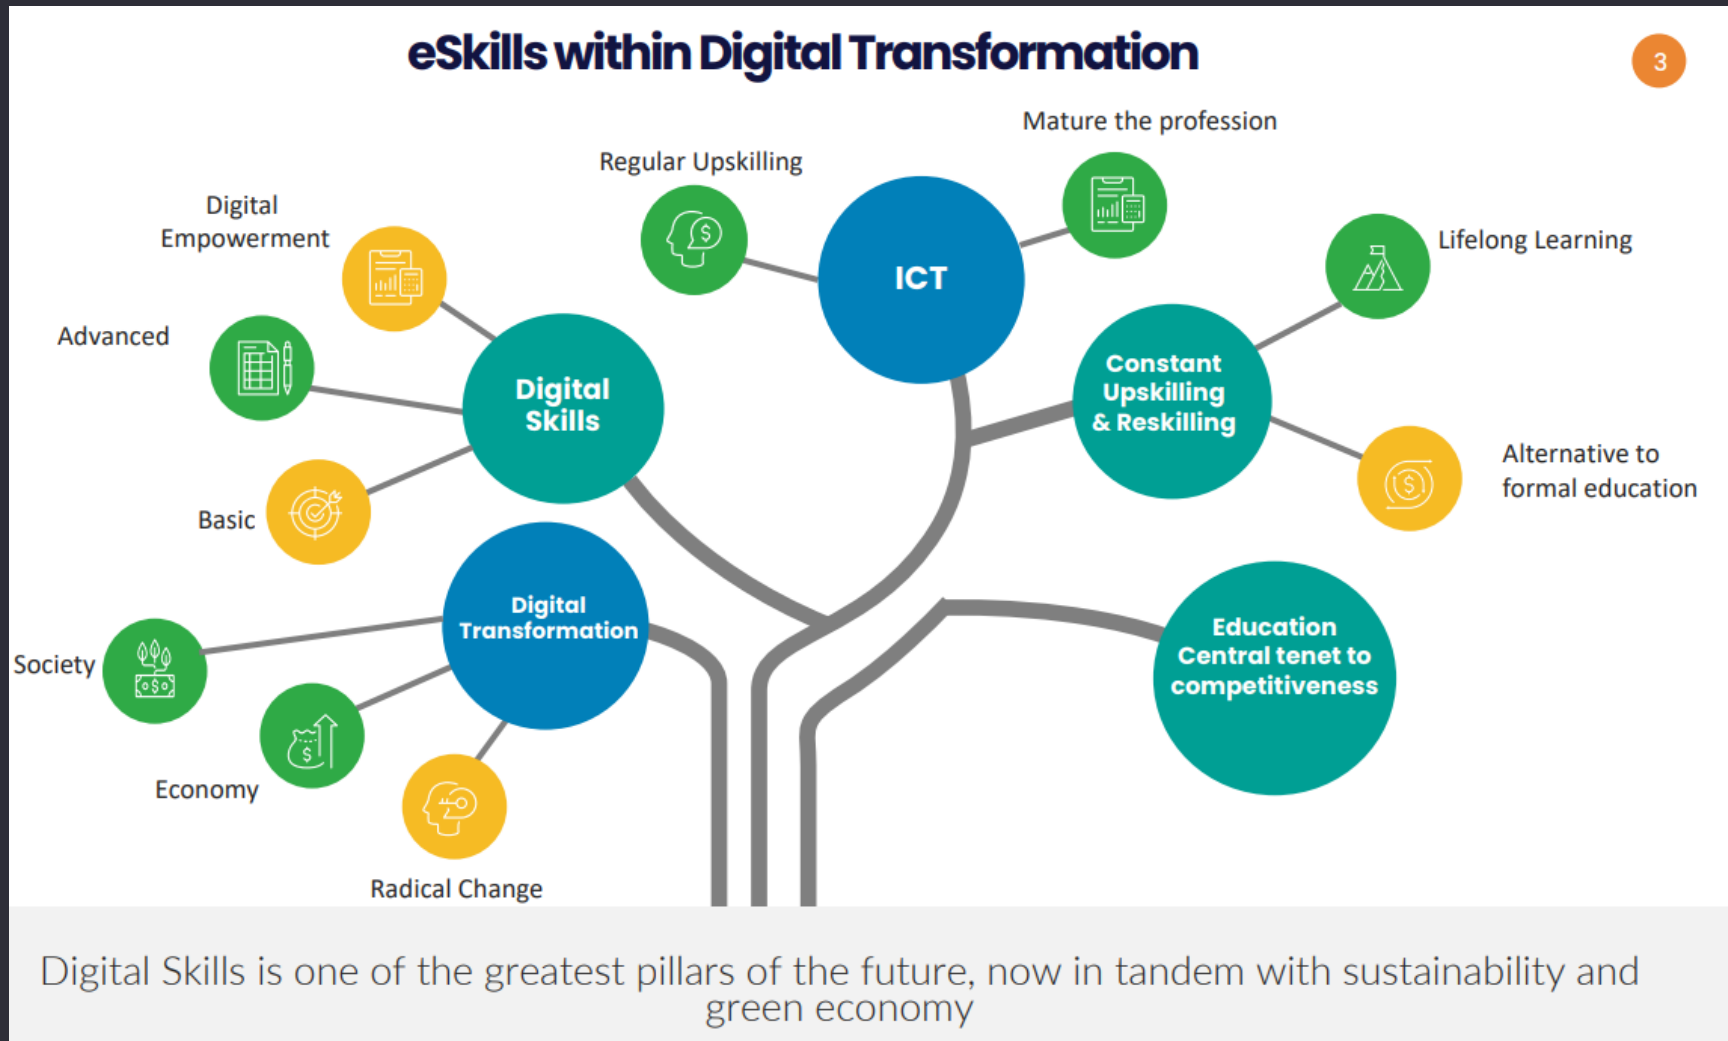 eSkills within Digital Transformation
3
Mature the profession
Regular Upskilling
Digital
Empowerment
ICT
Lifelong Learning
Advanced
Digital
Skills
Constant
Upskilling
& Reskilling
Alternative to
formal education
Basic
Digital
Transformation
Education
Central tenet to
competitiveness
Society
Economy
Radical Change
Digital Skills is one of the greatest pillars of the future, now in tandem with sustainability and
green economy